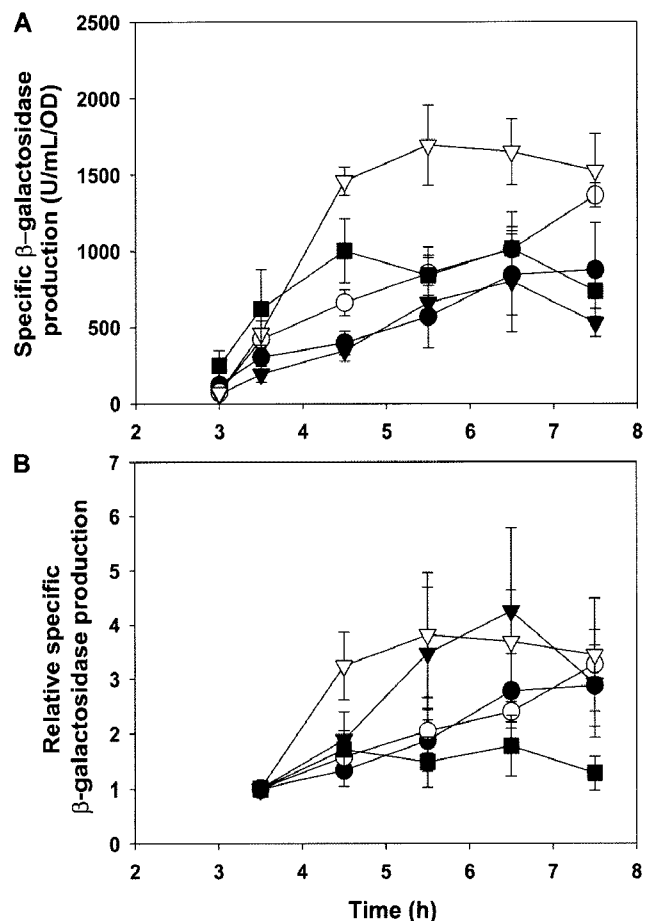 A
Specific β-galactosidase
production (U/mL/OD)
2500
2000
1500
1000
500
0
2 3 4 5 6 7 8
B
Relative specific
β-galactosidase production
7
6
5
4
3
2
1
0
2 3 4 5 6 7 8
Time (h)